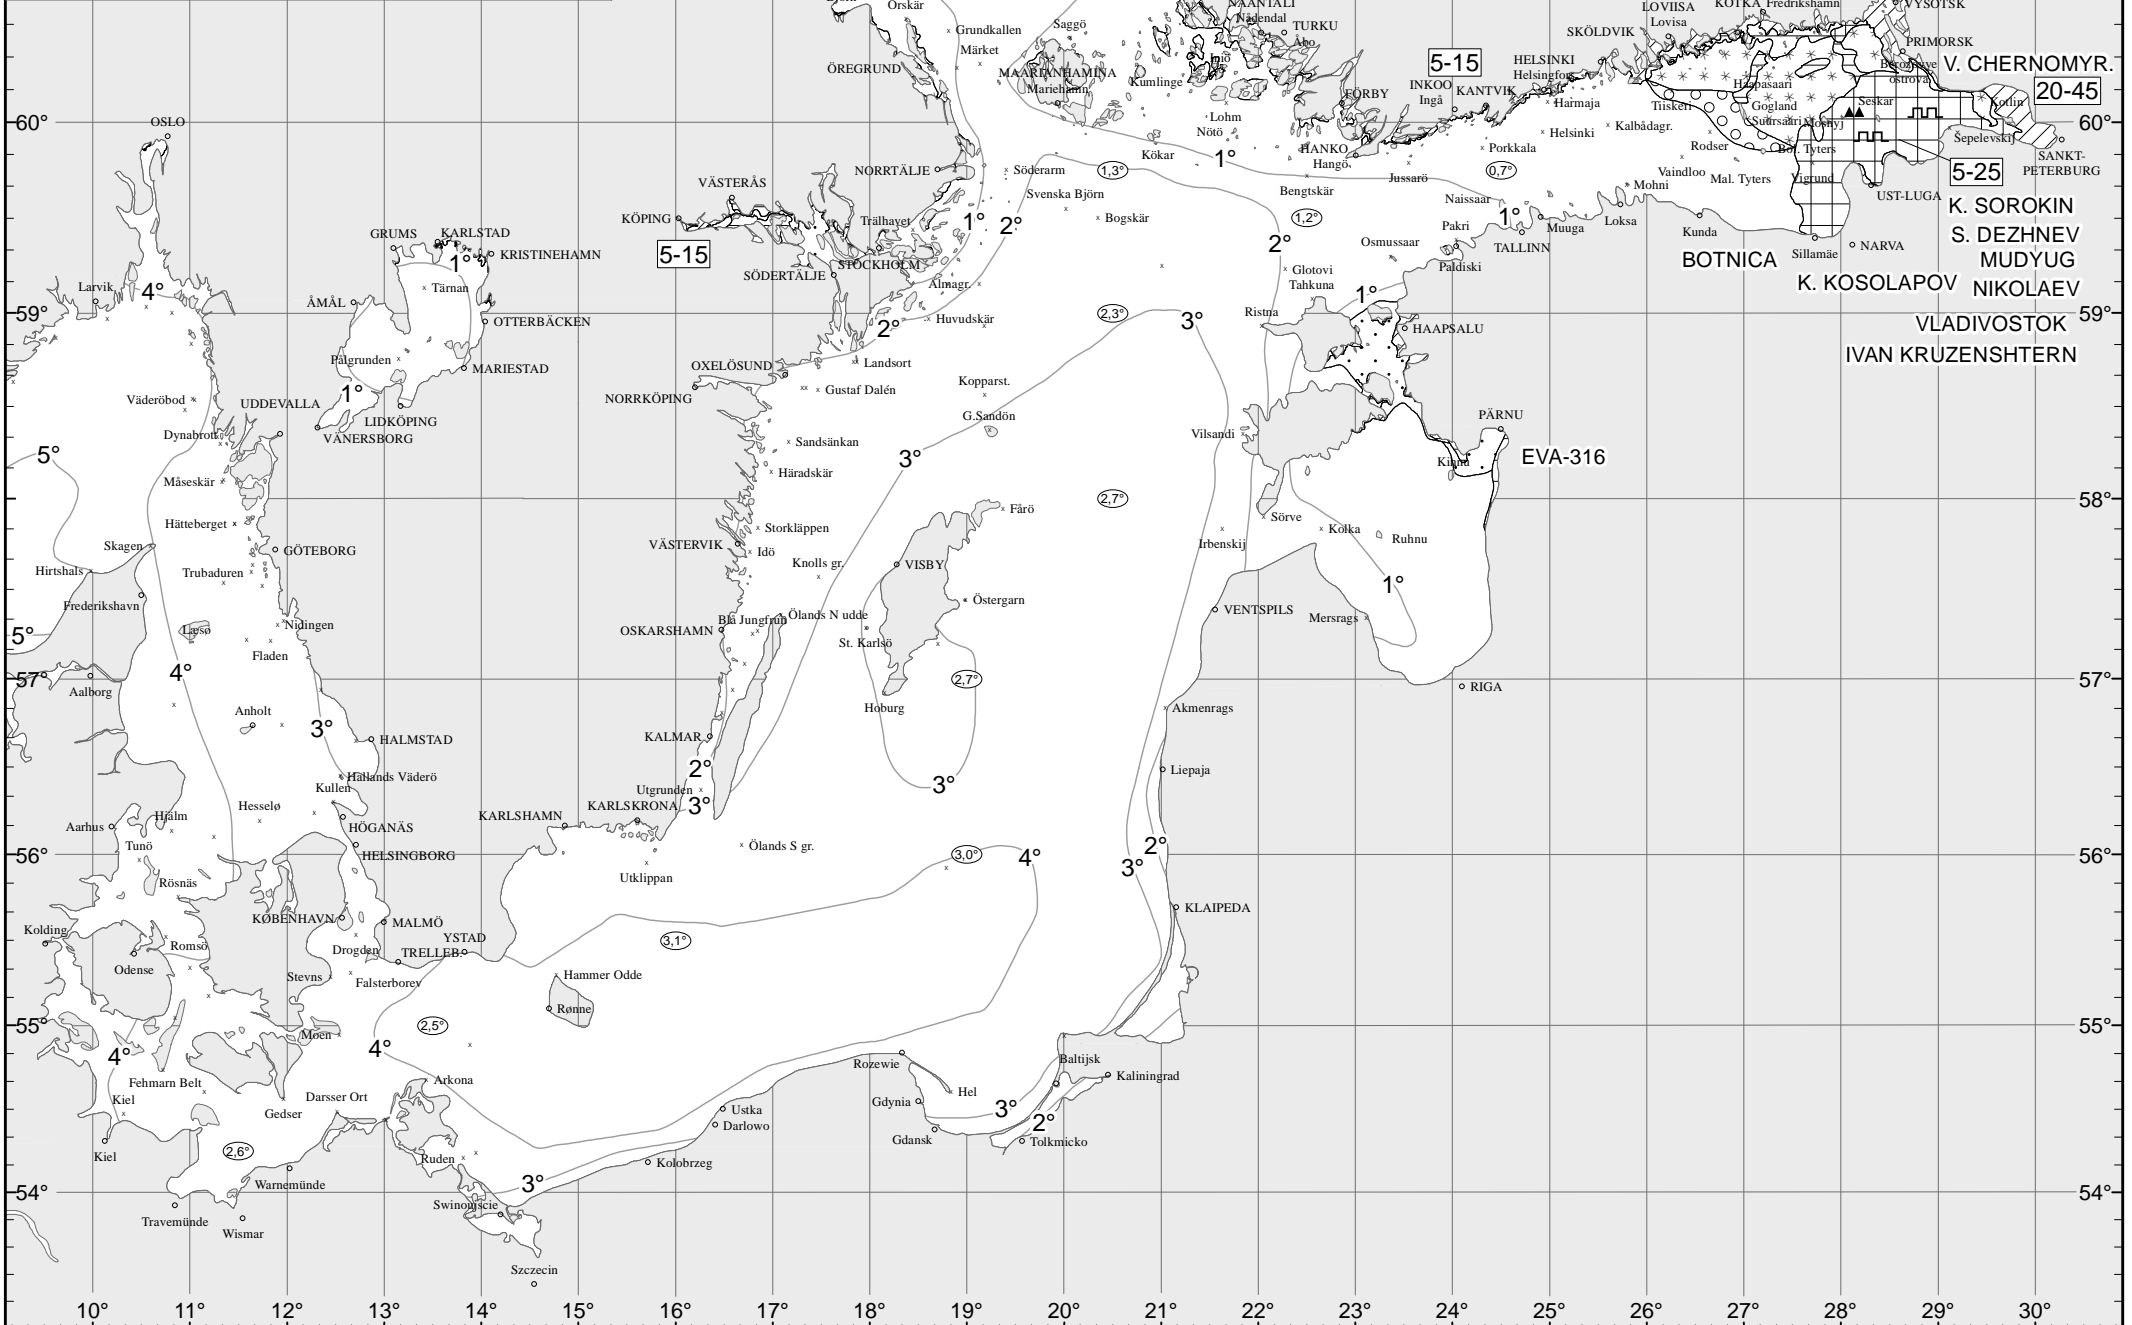 Örskär
NAANTALI
Nådendal
LOVIISA
Lovisa
KOTKA Fredrikshamn
VYSOTSK
Grundkallen
Saggö
TURKU
Åbo
SKÖLDVIK
PRIMORSK
Märket
ÖREGRUND
MAARIANHAMINA
Mariehamn
Kumlinge
5-15
HELSINKI
Helsingfors
V. CHERNOMYR.
20-45
FÖRBY
INKOO
Ingå
KANTVIK
Harmaja
Haapasaari
Tiiskeri
Gogland
Suursaari
Mosnyj
Seskar
Berozovye
ostrova
Kotlin
60°
OSLO
Lohm
Nötö
Helsinki
Kalbådagr.
60°
Sepelevskij
Kökar
1°
HANKO
Hangö
Porkkala
Rodser
Bol. Tyters
SANKT-
PETERBURG
NORRTÄLJE
Söderarm
1,3°
Jussarö
0,7°
Vaindloo
Mal. Tyters
Vigrund
5-25
VÄSTERÅS
Svenska Björn
Bengtskär
Mohni
UST-LUGA
KÖPING
Trälhavet
1°
2°
Bogskär
1,2°
Naissaar
1°
Pakri
Muuga
Loksa
Kunda
K. SOROKIN
GRUMS
KARLSTAD
KRISTINEHAMN
1°
5-15
STOCKHOLM
SÖDERTÄLJE
2°
Osmussaar
TALLINN
Paldiski
Sillamäe
NARVA
S. DEZHNEV
BOTNICA
MUDYUG
Larvik
4°
ÅMÅL
Tärnan
Almagr.
Glotovi
Tahkuna
1°
K. KOSOLAPOV
NIKOLAEV
59°
OTTERBÄCKEN
2°
Huvudskär
2,3°
3°
Ristna
HAAPSALU
59°
VLADIVOSTOK
Pålgrunden
MARIESTAD
OXELÖSUND
Landsort
IVAN KRUZENSHTERN
Väderöbod
UDDEVALLA
1°
LIDKÖPING
NORRKÖPING
Gustaf Dalén
Kopparst.
Dynabrott
VÄNERSBORG
G.Sandön
Vilsandi
PÄRNU
5°
Sandsänkan
3°
Kihnu
EVA-316
Måseskär
Häradskär
58°
Hätteberget
Storkläppen
Fårö
2,7°
Sörve
Kolka
Skagen
GÖTEBORG
VÄSTERVIK
Idö
Irbenskij
Ruhnu
Hirtshals
Trubaduren
Knolls gr.
VISBY
1°
Frederikshavn
Östergarn
VENTSPILS
Mersrags
5°
Læsø
Nidingen
OSKARSHAMN
Blå Jungfrun
Ölands N udde
St. Karlsö
Fladen
57°
4°
Aalborg
2,7°
RIGA
57°
Anholt
3°
HALMSTAD
KALMAR
Hoburg
Akmenrags
2°
Hallands Väderö
Kullen
Utgrunden
3°
3°
Liepaja
Aarhus
Hjälm
Hesselø
HÖGANÄS
KARLSHAMN
KARLSKRONA
Tunö
56°
HELSINGBORG
Ölands S gr.
3,0°
4°
2°
3°
56°
Rösnäs
Utklippan
Kolding
KØBENHAVN
MALMÖ
KLAIPEDA
Romsö
Drogden
YSTAD
TRELLEB.
3,1°
Odense
Stevns
Falsterborev
Hammer Odde
Rønne
55°
Moen
2,5°
55°
4°
4°
Rozewie
Baltijsk
Fehmarn Belt
Arkona
Kaliningrad
Kiel
Gedser
Darsser Ort
Hel
Gdynia
3°
2°
Ustka
Darlowo
Gdansk
Tolkmicko
Kiel
2,6°
Ruden
Kolobrzeg
54°
Warnemünde
3°
54°
Travemünde
Swinoujscie
Wismar
Szczecin
10° 11° 12° 13° 14° 15° 16° 17° 18° 19° 20° 21° 22° 23° 24° 25° 26° 27° 28° 29° 30°